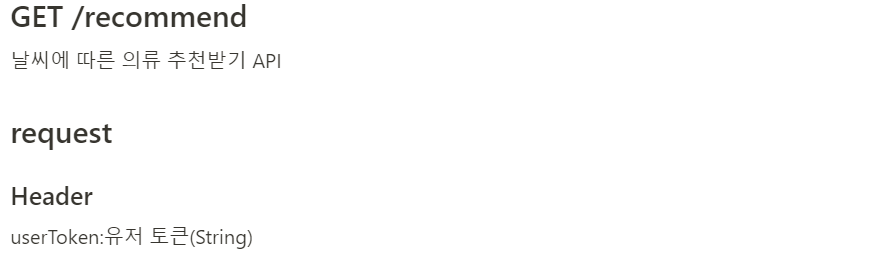 GET /recommend
날씨에 따른 의류 추천받기 API
request
Header
userToken:유저 토큰(String)